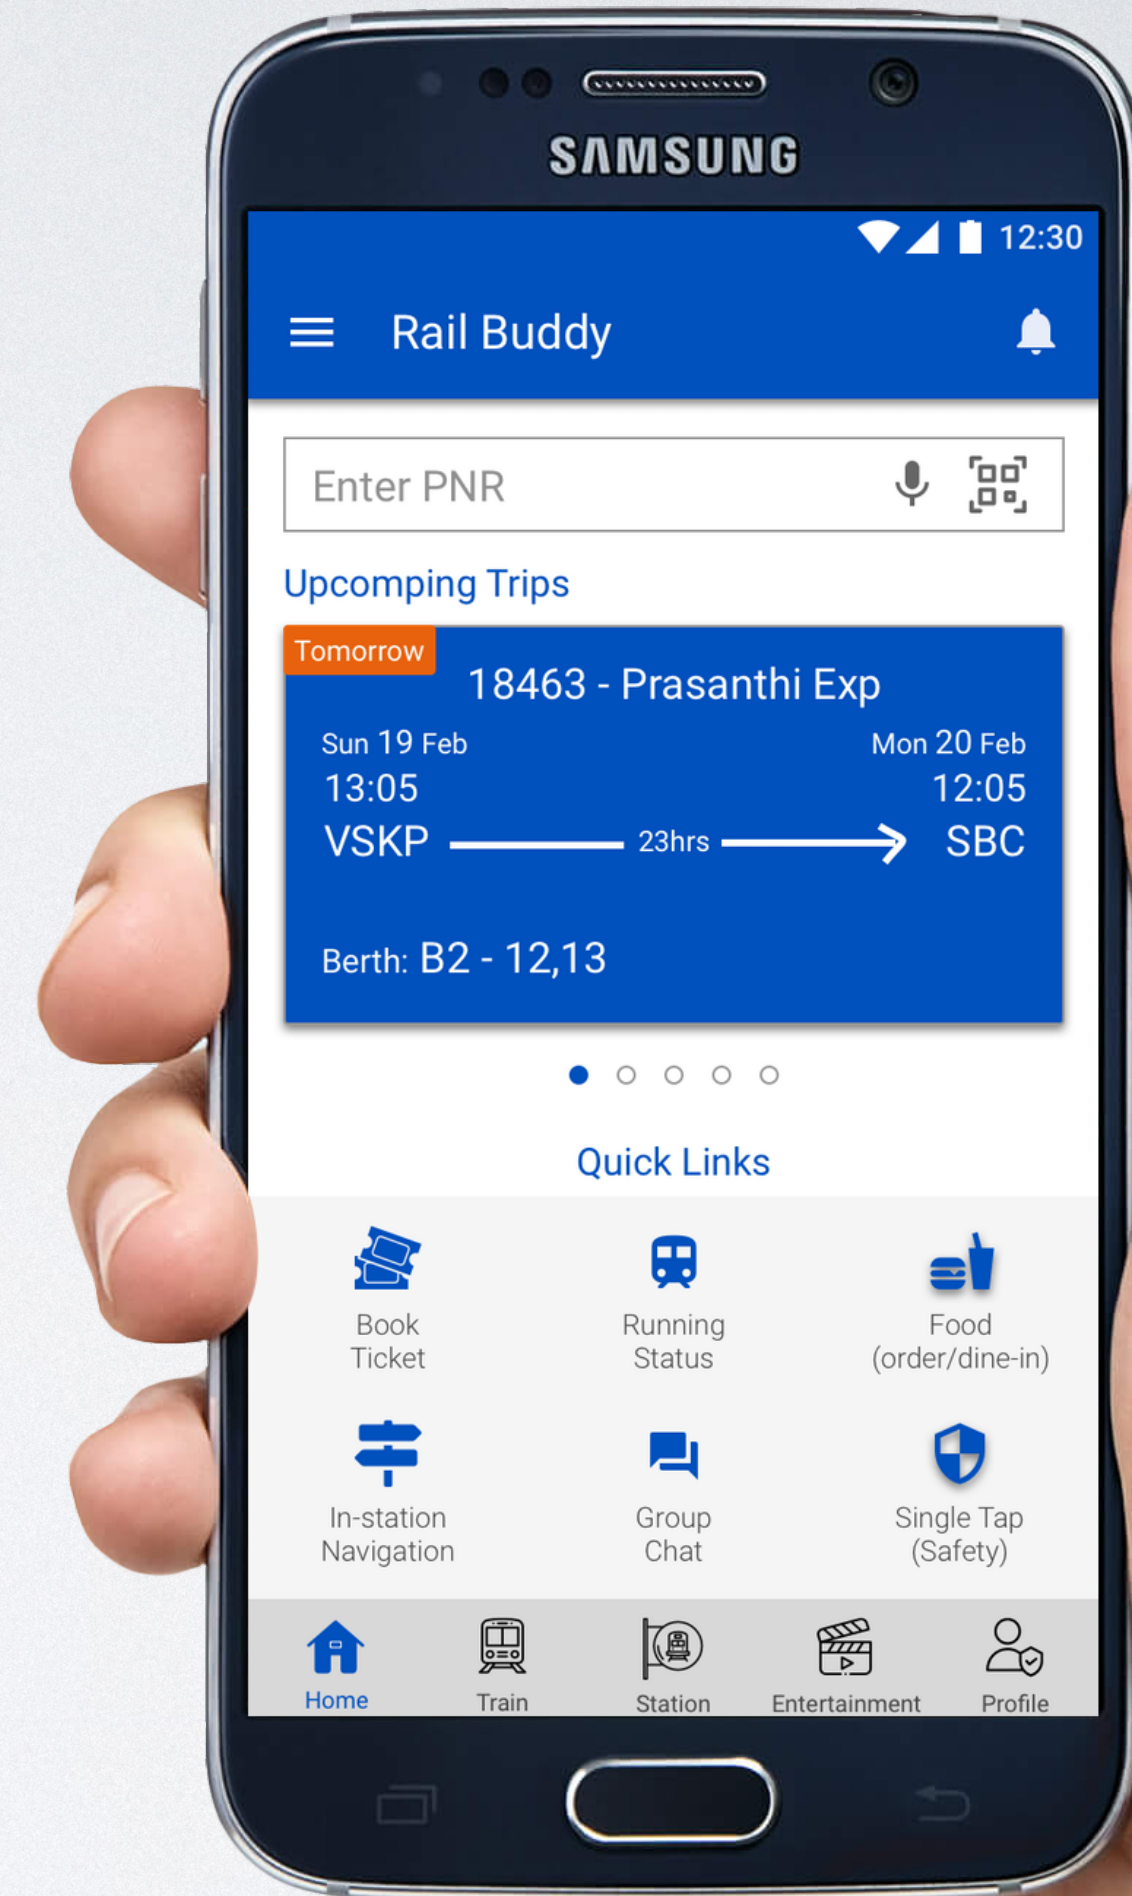 SAMSUNG
12:30
Rail Buddy
Enter PNR
Upcomping Trips
Tomorrow
18463 - Prasanthi Exp
Sun 19 Feb Mon 20 Feb
13:05 12:05
VSKP 23hrs SBC
Berth: B2 - 12,13
Quick Links
Book Running Food
Ticket Status (order/dine-in)
In-station Group Single Tap
Navigation Chat (Safety)
Home Train Station Entertainment Profile